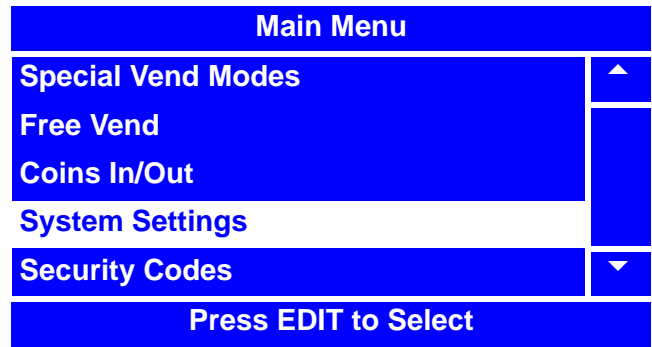 Main Menu
Special Vend Modes
Free Vend
Coins In/Out
System Settings
Security Codes
Press EDIT to Select